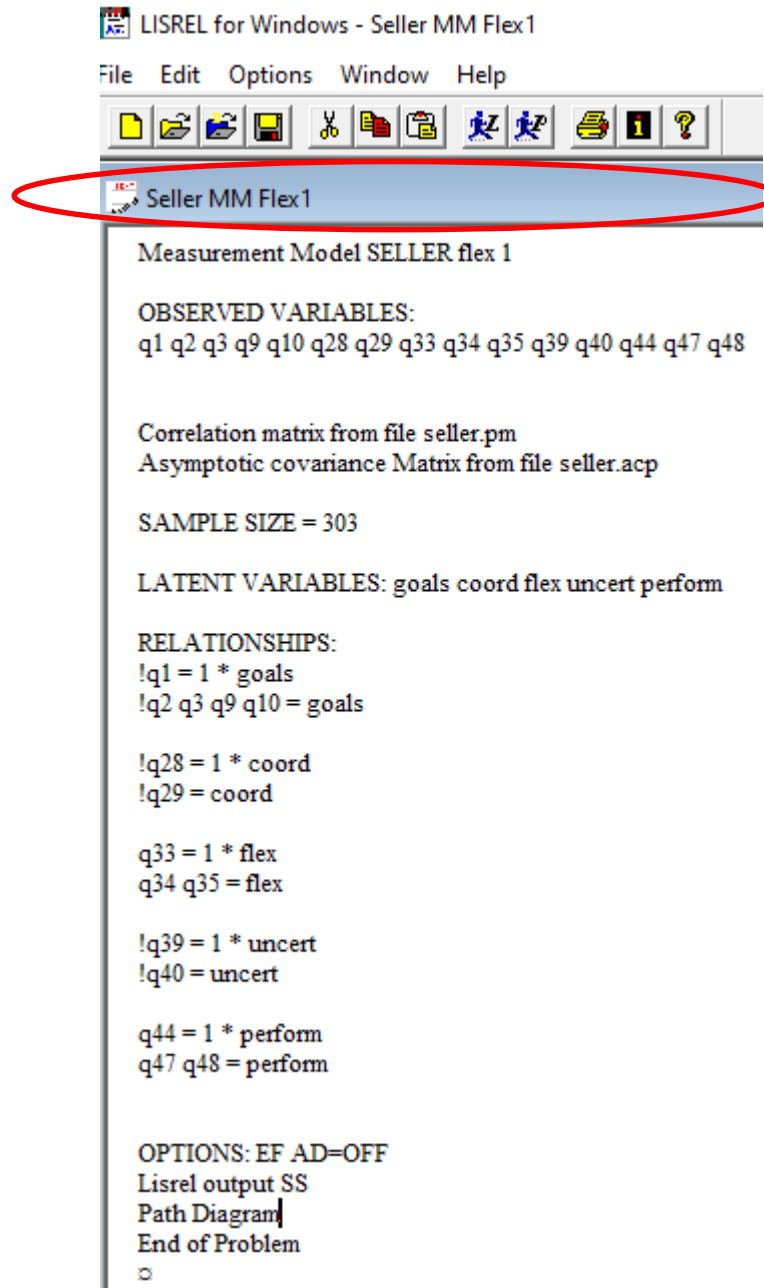 LISREL for Windows - Seller MM Flex1
File Edit Options Window Help
Seller MM Flex1
Measurement Model SELLER flex 1
OBSERVED VARIABLES:
q1 q2 q3 q9 q10 q28 q29 q33 q34 q35 q39 q40 q44 q47 q48
Correlation matrix from file seller.pm
Asymptotic covariance Matrix from file seller.acp
SAMPLE SIZE = 303
LATENT VARIABLES: goals coord flex uncert perform
RELATIONSHIPS:
!q1 = 1 * goals
!q2 q3 q9 q10 = goals
!q28 = 1 * coord
!q29 = coord
q33 = 1 * flex
q34 q35 = flex
!q39 = 1 * uncert
!q40 = uncert
q44 = 1 * perform
q47 q48 = perform
OPTIONS: EF AD=OFF
Lisrel output SS
Path Diagram
End of Problem
¤